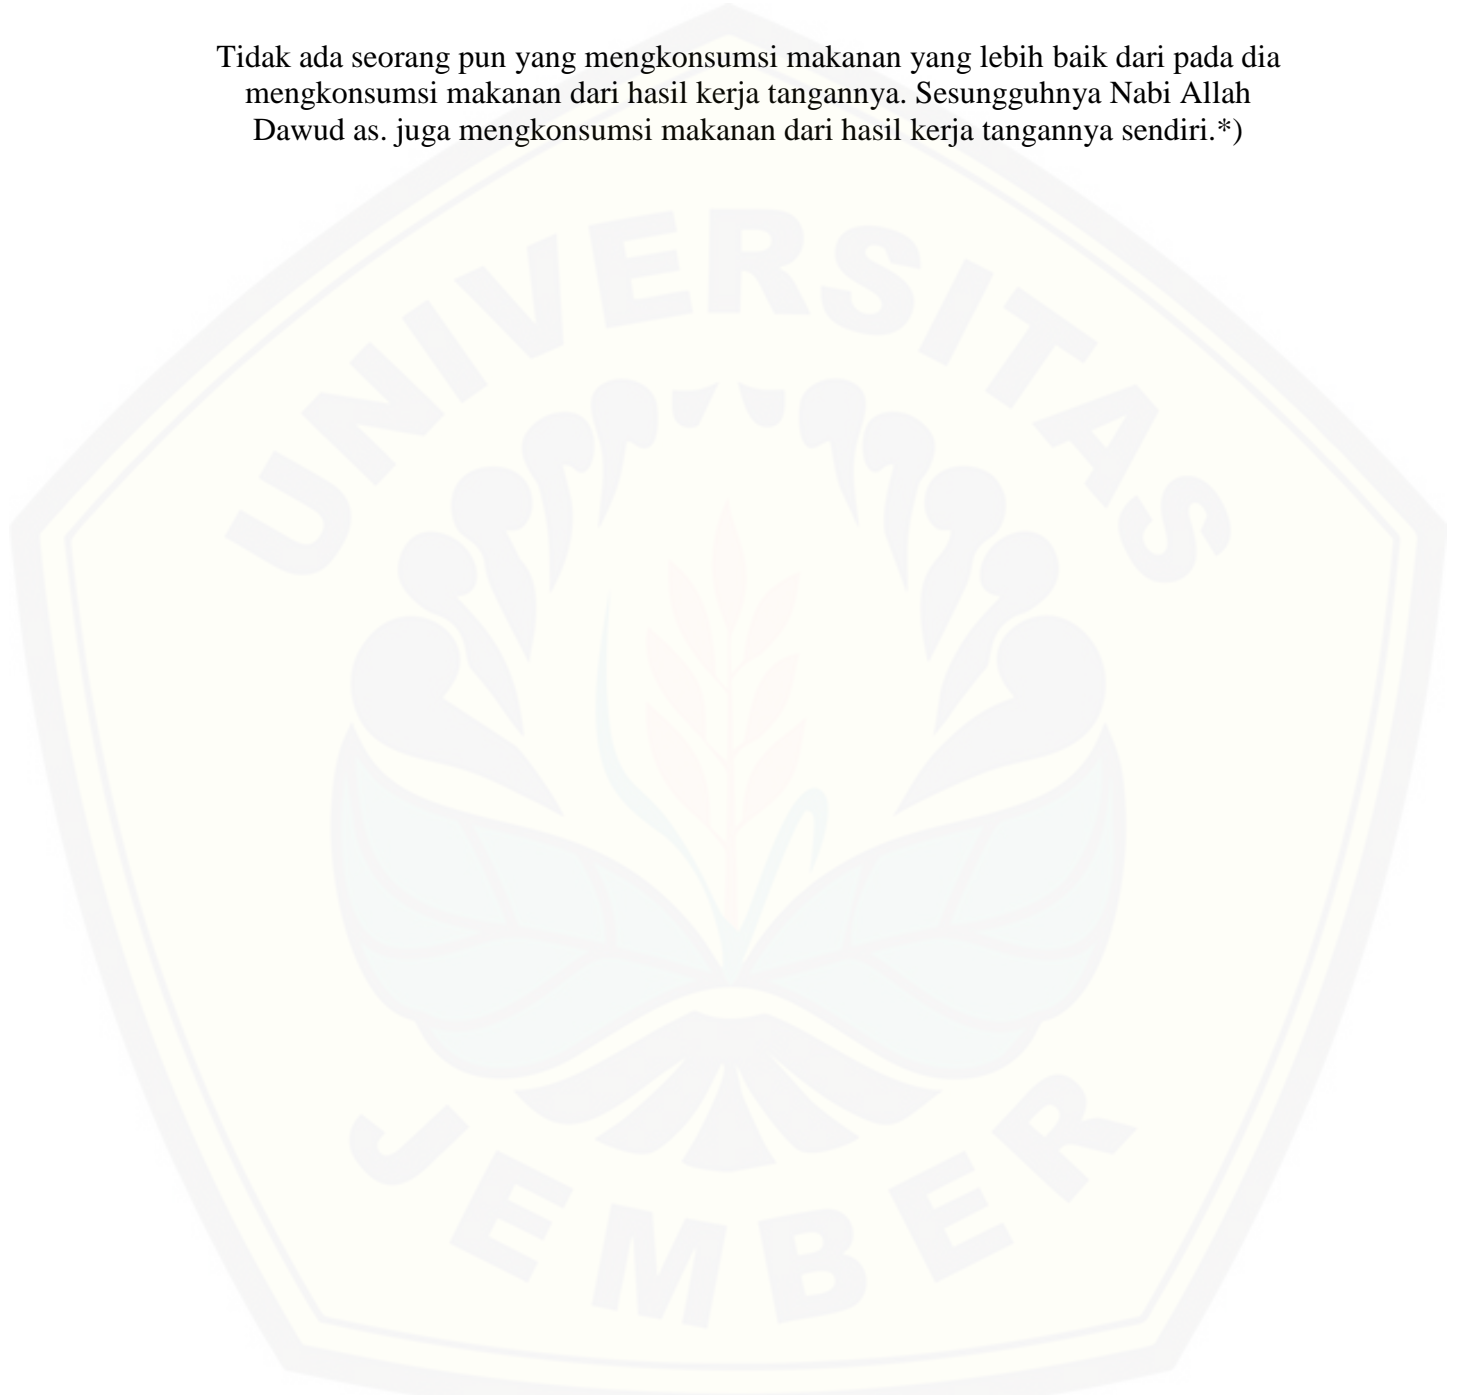 Tidak ada seorang pun yang mengkonsumsi makanan yang lebih baik dari pada dia
mengkonsumsi makanan dari hasil kerja tangannya. Sesungguhnya Nabi Allah
Dawud as. juga mengkonsumsi makanan dari hasil kerja tangannya sendiri.*)
UNIVERSITAS
JEMBER